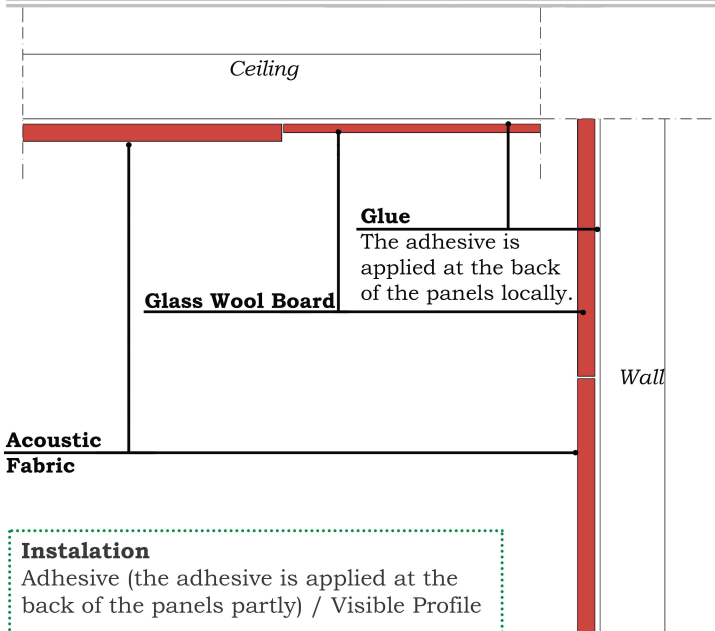 Ceiling
Glue
The adhesive is
applied at the back
of the panels locally.
Glass Wool Board
Wall
Acoustic
Fabric
Instalation
Adhesive (the adhesive is applied at the
back of the panels partly) / Visible Profile